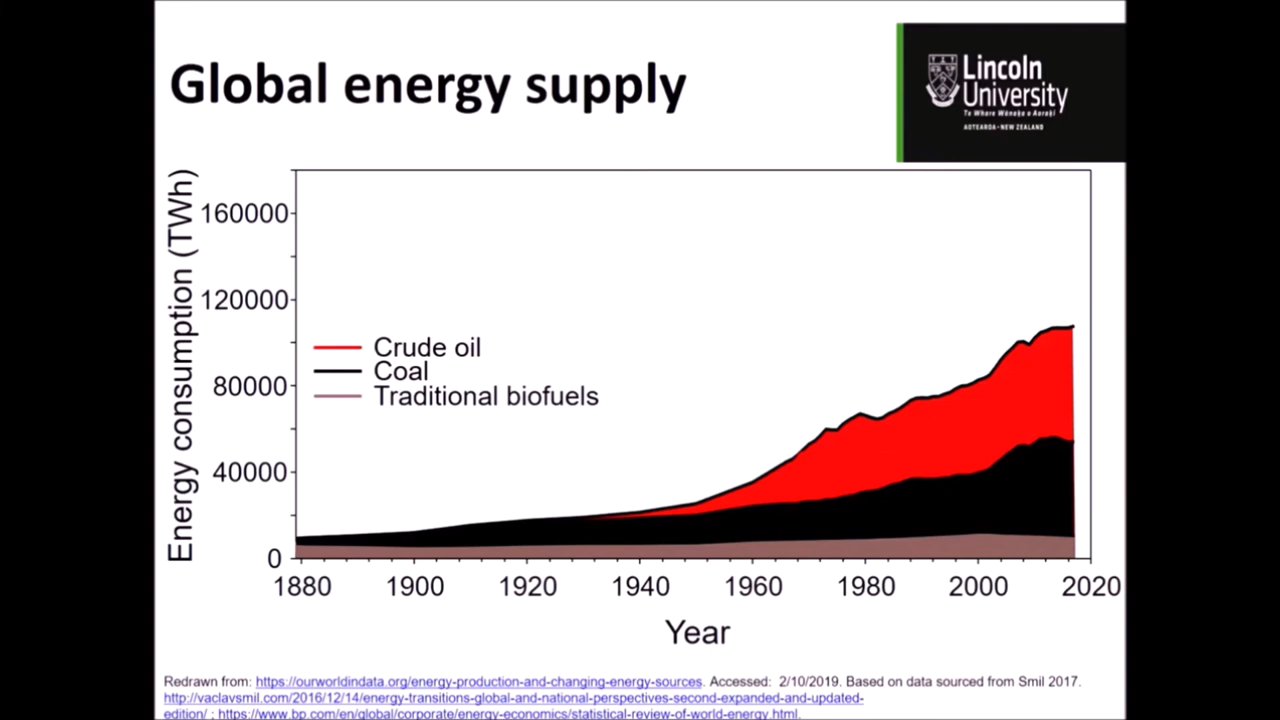 Global energy supply
Lincoln
University
Te Whare Wānaka o Aoraki
AOTEAROA • NEW ZEALAND
Energy consumption (TWh)
160000
120000
80000
40000
0
Crude oil
Coal
Traditional biofuels
1880 1900 1920 1940 1960 1980 2000 2020
Year
Redrawn from: https://ourworldindata.org/energy-production-and-changing-energy-sources. Accessed: 2/10/2019. Based on data sourced from Smil 2017.
http://vaclavsmil.com/2016/12/14/energy-transitions-global-and-national-perspectives-second-expanded-and-updated-
edition/ ; https://www.bp.com/en/global/corporate/energy-economics/statistical-review-of-world-energy.html.